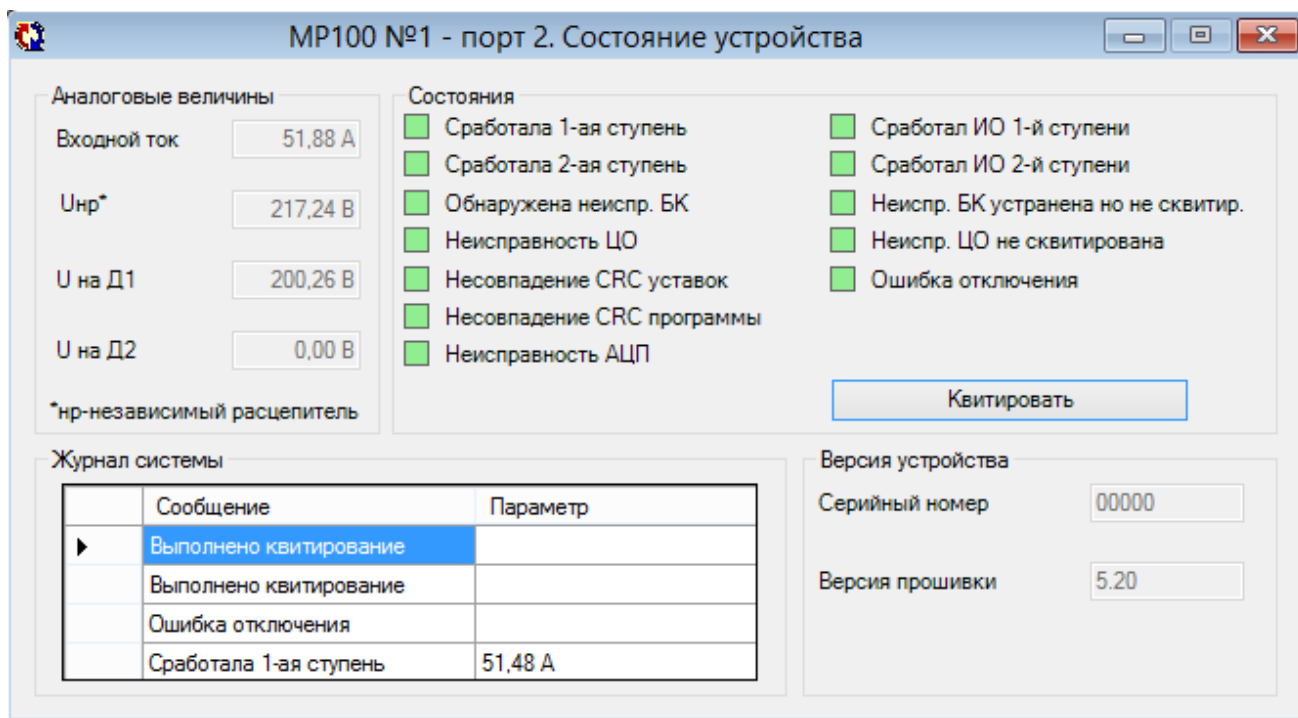 МР100 №1 - порт 2. Состояние устройства
Аналоговые величины
Входной ток 51,88 А
Uнр* 217,24 В
U на Д1 200,26 В
U на Д2 0,00 В
*нр-независимый расцепитель
Состояния
Сработала 1-ая ступень
Сработала 2-ая ступень
Обнаружена неиспр. БК
Неисправность ЦО
Несовпадение CRC уставок
Несовпадение CRC программы
Неисправность АЦП
Сработал ИО 1-й ступени
Сработал ИО 2-й ступени
Неиспр. БК устранена но не сквитир.
Неиспр. ЦО не сквитирована
Ошибка отключения
Квитировать
Журнал системы
Сообщение Параметр
Выполнено квитирование
Выполнено квитирование
Ошибка отключения
Сработала 1-ая ступень 51,48 А
Версия устройства
Серийный номер 00000
Версия прошивки 5.20